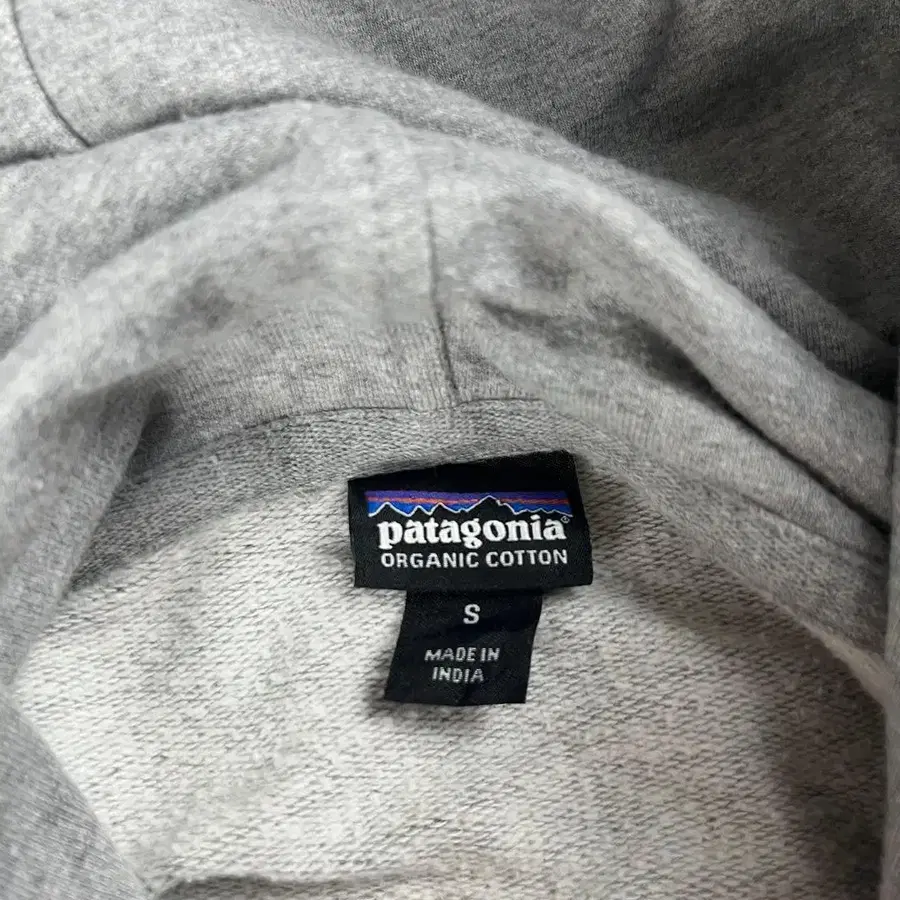 patagonia®
ORGANIC COTTON
S
MADE IN
INDIA